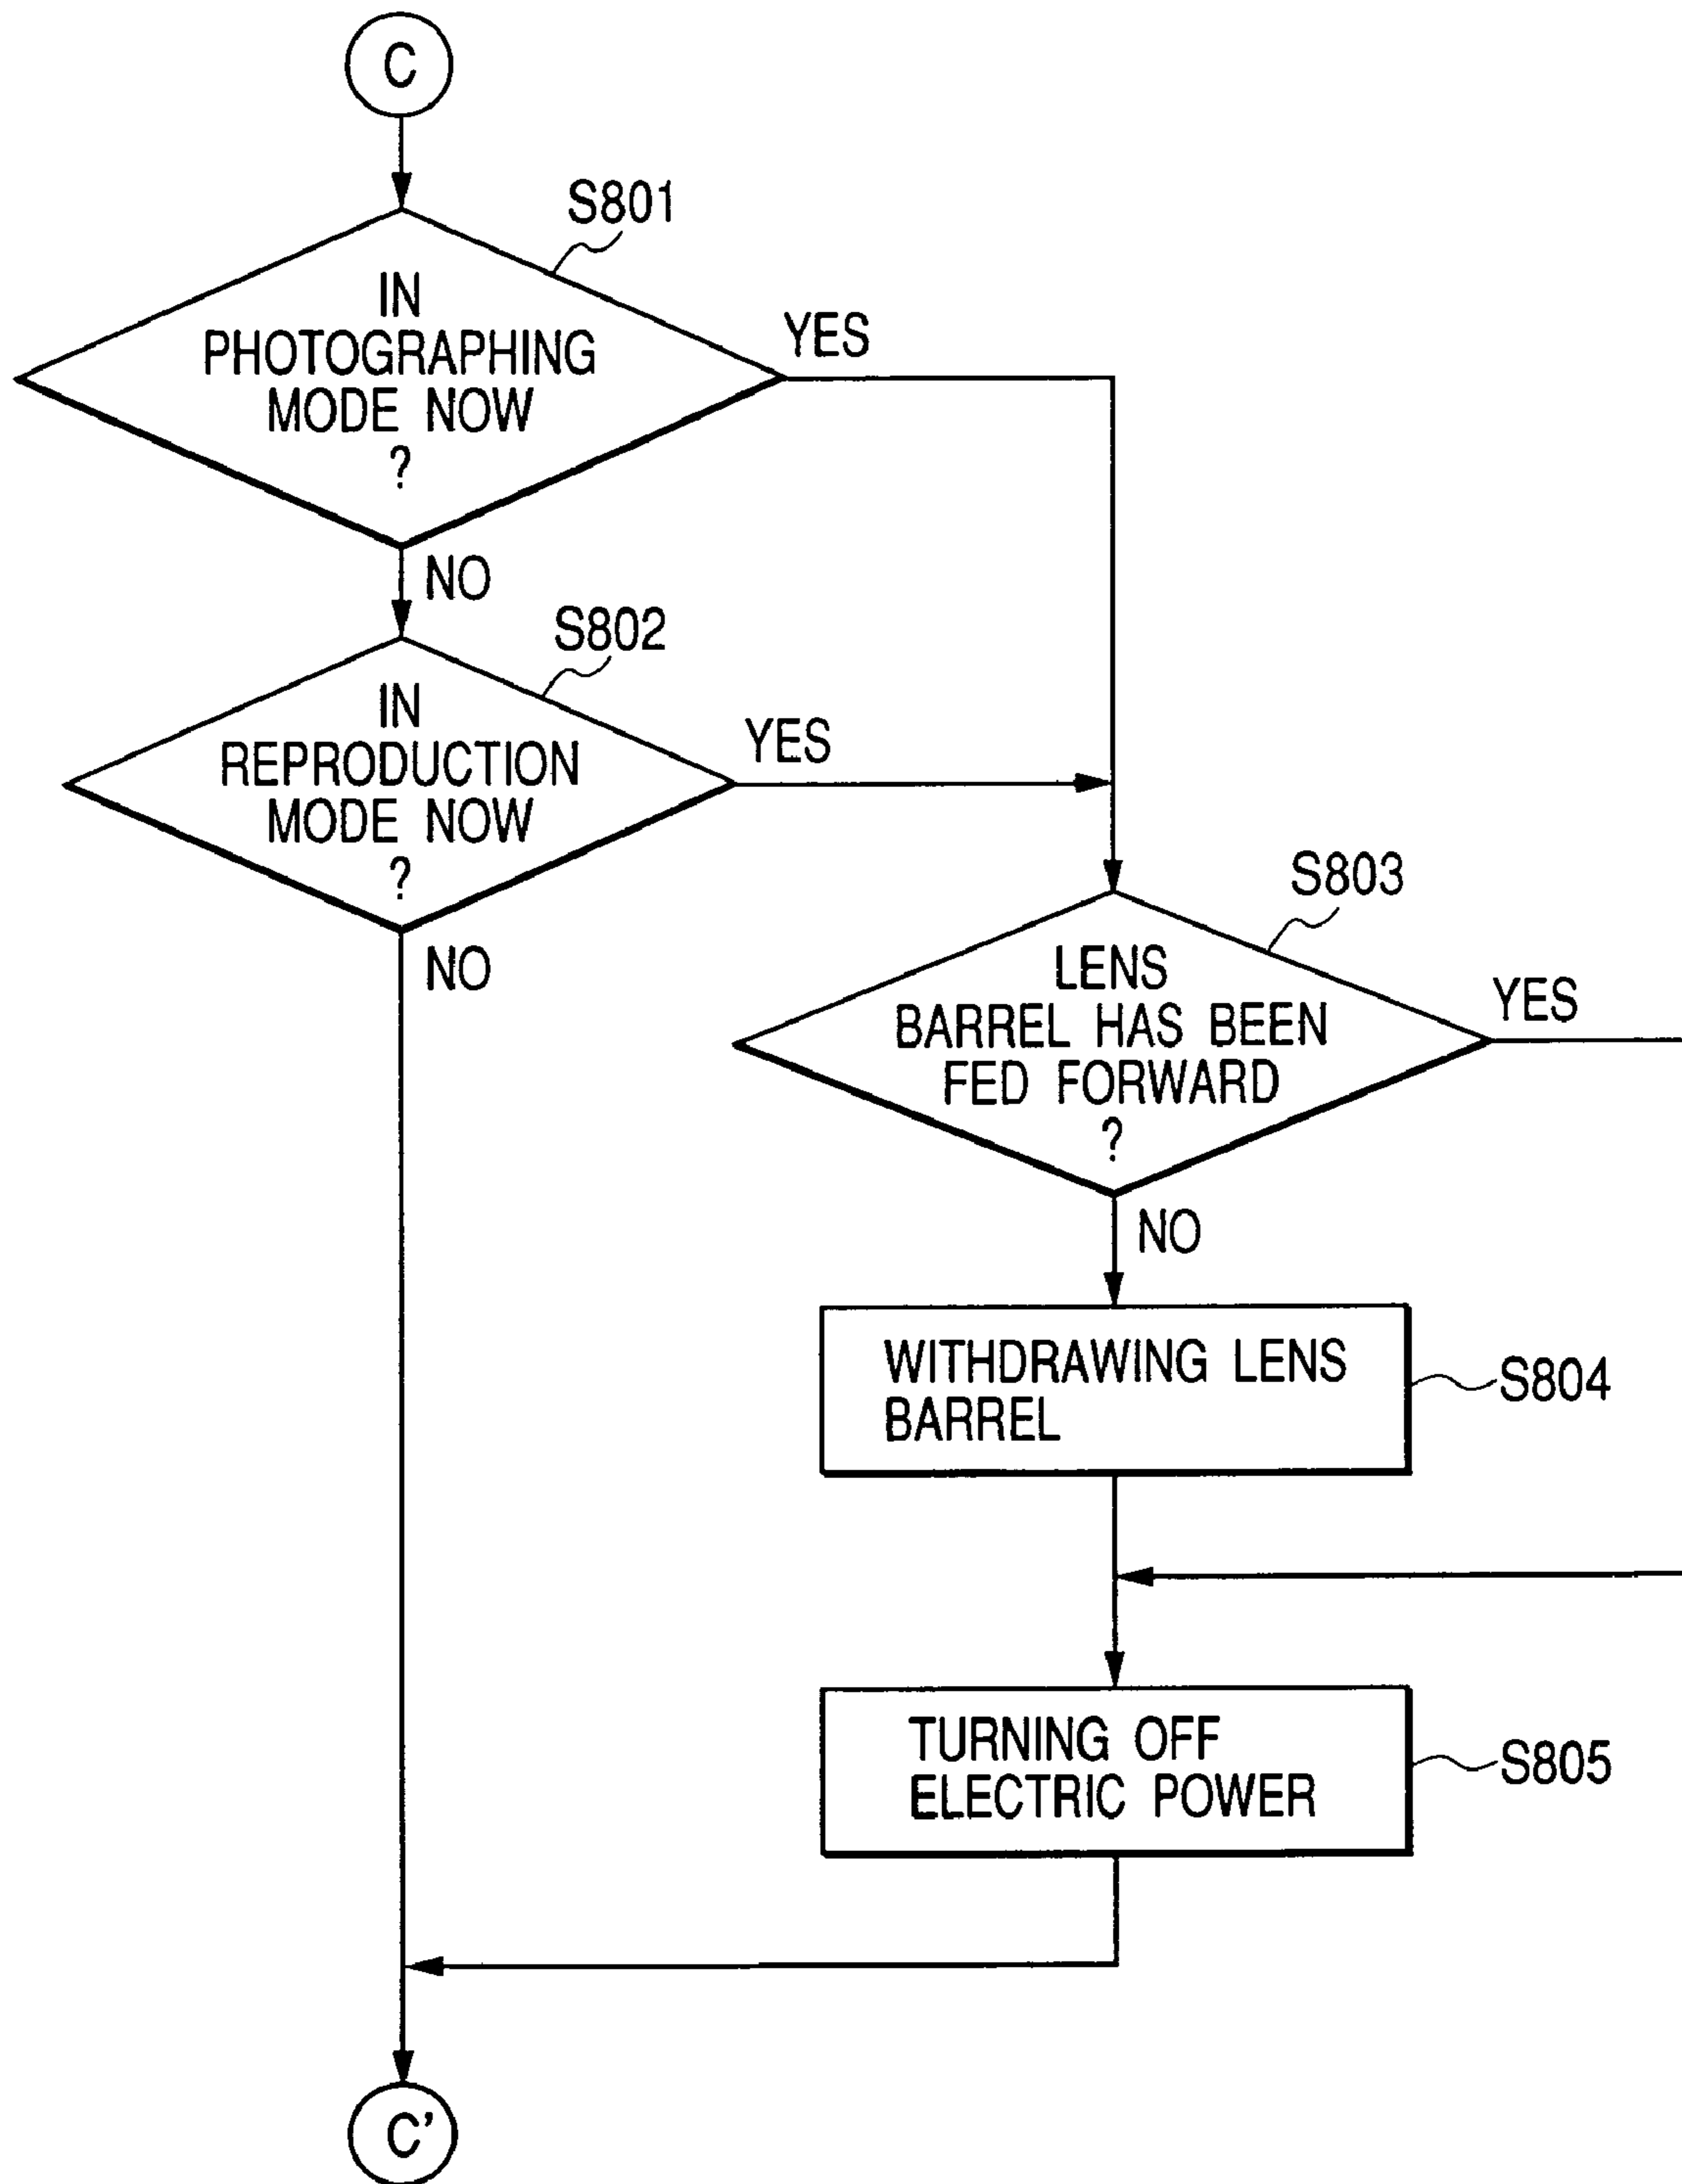 C
S801
IN
PHOTOGRAPHING
MODE NOW
?
YES
NO
S802
IN
REPRODUCTION
MODE NOW
?
YES
NO
S803
LENS
BARREL HAS BEEN
FED FORWARD
?
YES
NO
WITHDRAWING LENS
BARREL
S804
TURNING OFF
ELECTRIC POWER
S805
C'